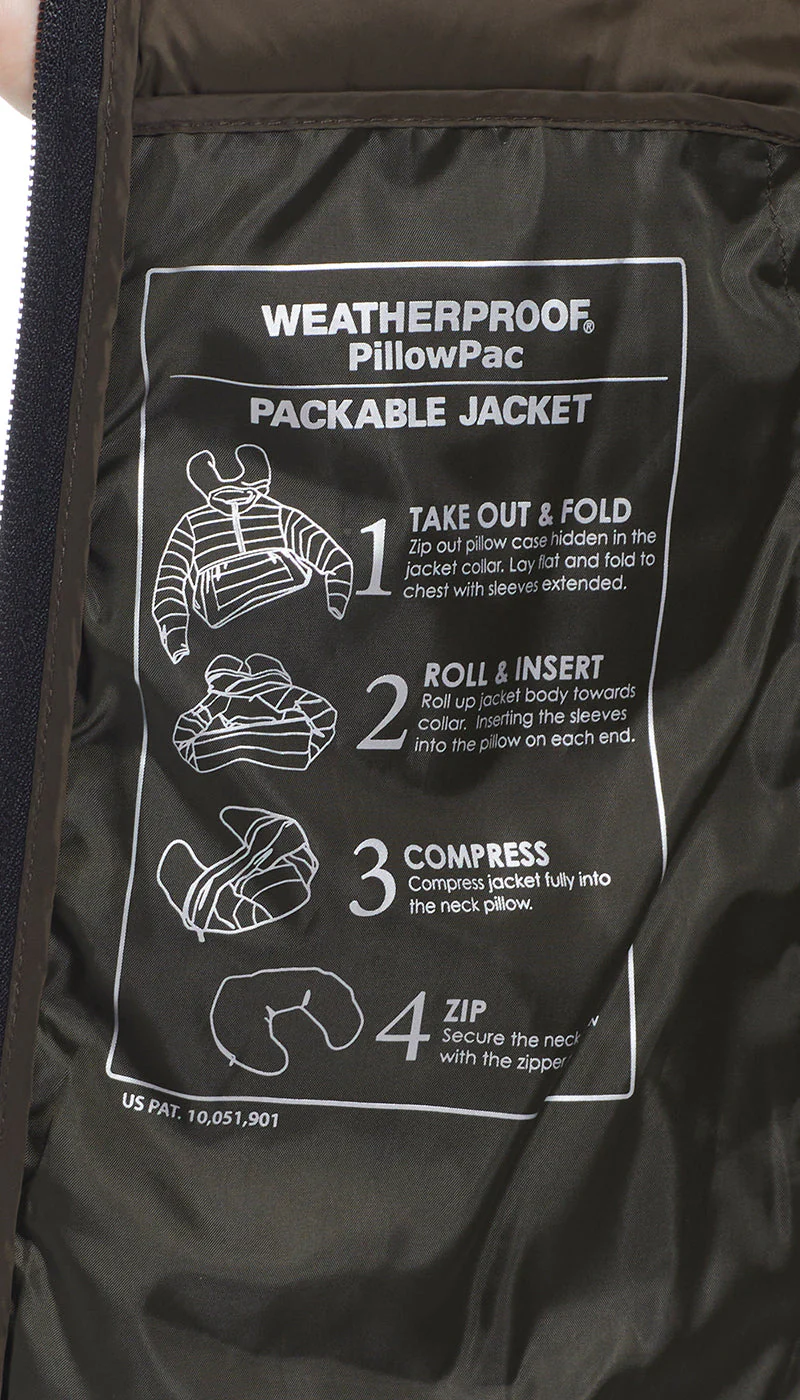 WEATHERPROOF®
PillowPac
PACKABLE JACKET
1 TAKE OUT & FOLD
Zip out pillow case hidden in the
jacket collar. Lay flat and fold to
chest with sleeves extended.
2 ROLL & INSERT
Roll up jacket body towards
collar. Inserting the sleeves
into the pillow on each end.
3 COMPRESS
Compress jacket fully into
the neck pillow.
4 ZIP
Secure the neck
with the zipper
US PAT. 10,051,901